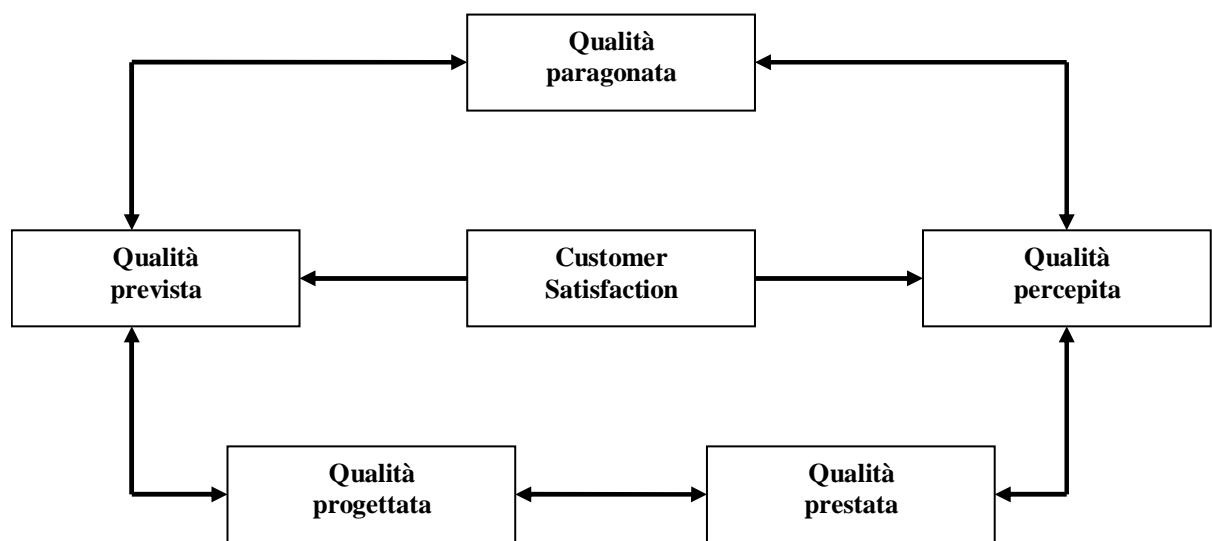 Qualità
paragonata
Qualità
prevista
Customer
Satisfaction
Qualità
percepita
Qualità
progettata
Qualità
prestata